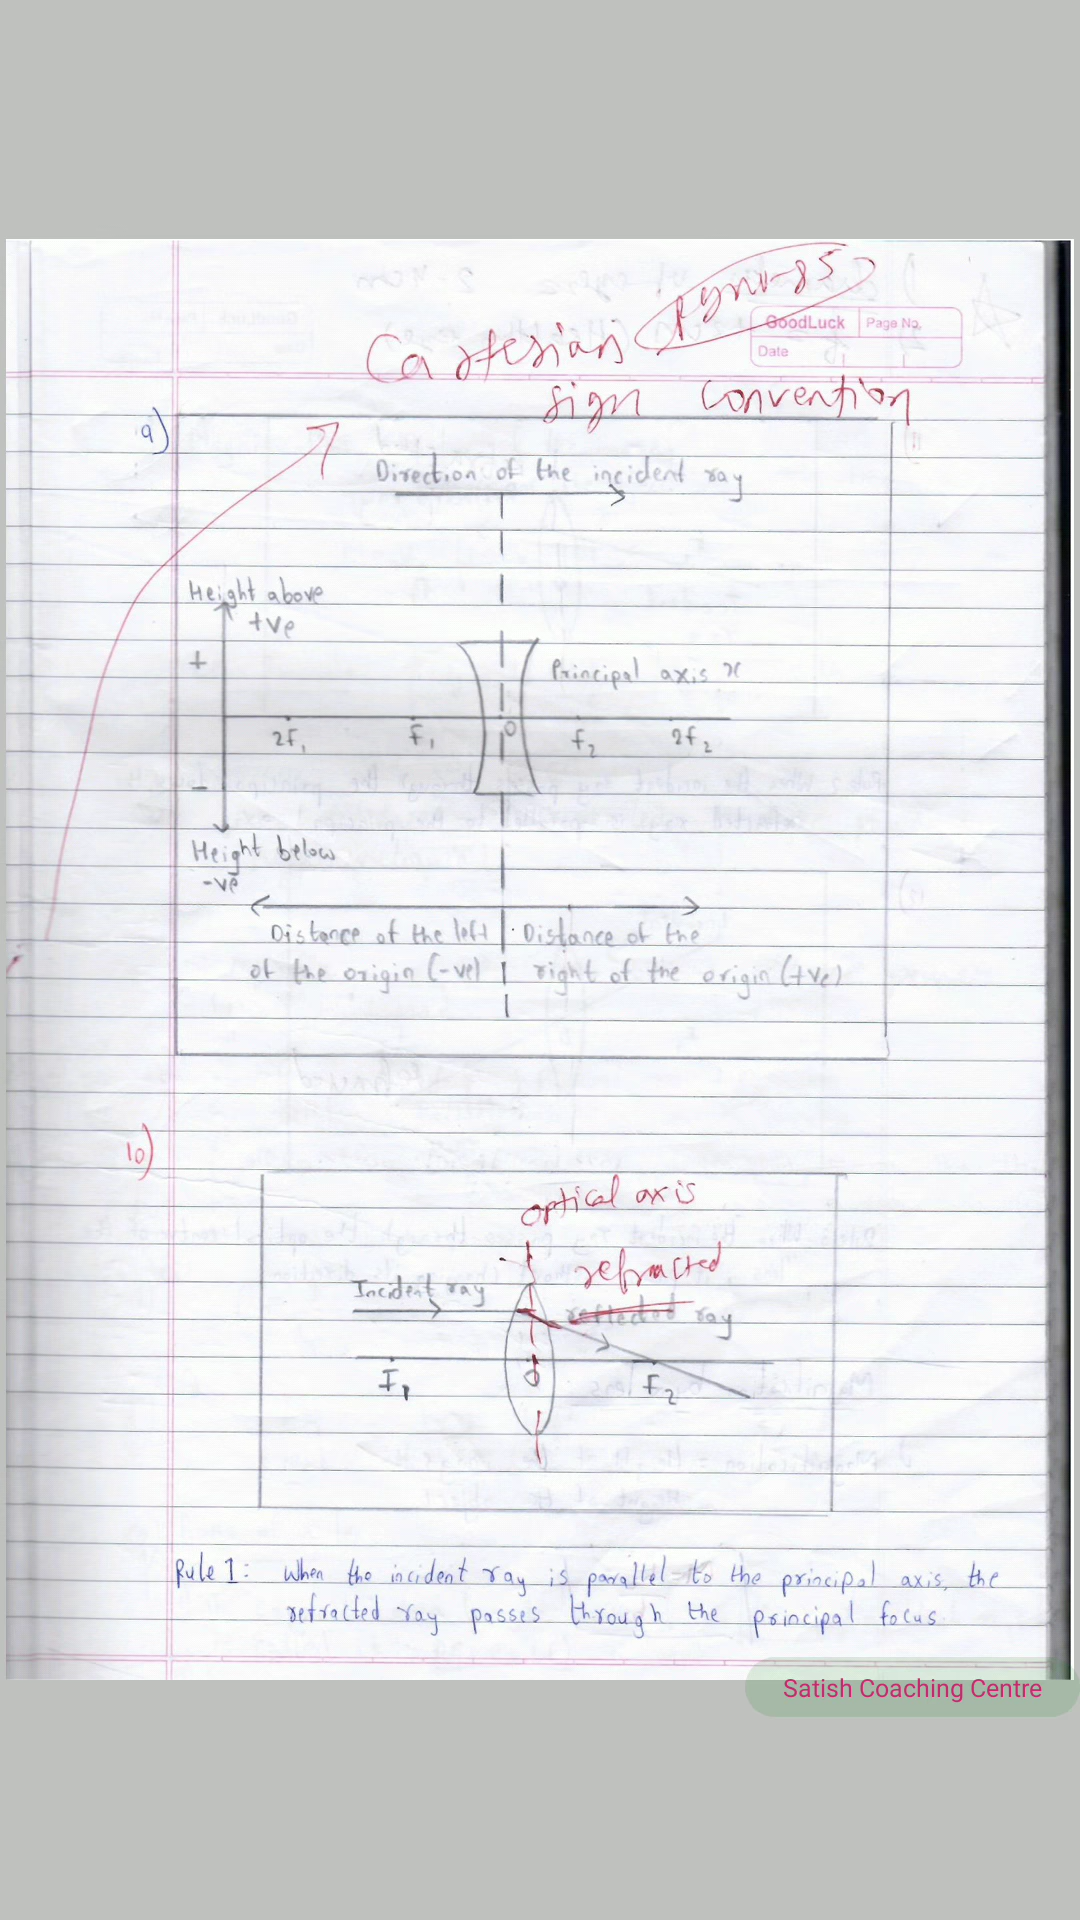 Pg no-85
GoodLuck Page No.
Date
Cartesian
sign convention
9)
Direction of the incident ray
Height above
+ve
+
Principal axis x
2F1 F1 O F2 2F2
-
Height below
-ve
Distance of the left Distance of the
of the origin (-ve) right of the origin (+ve)
10)
optical axis
refracted
Incident ray reflected ray
F1 O F2
Rule 1: When the incident ray is parallel to the principal axis, the
refracted ray passes through the principal focus.
Satish Coaching Centre